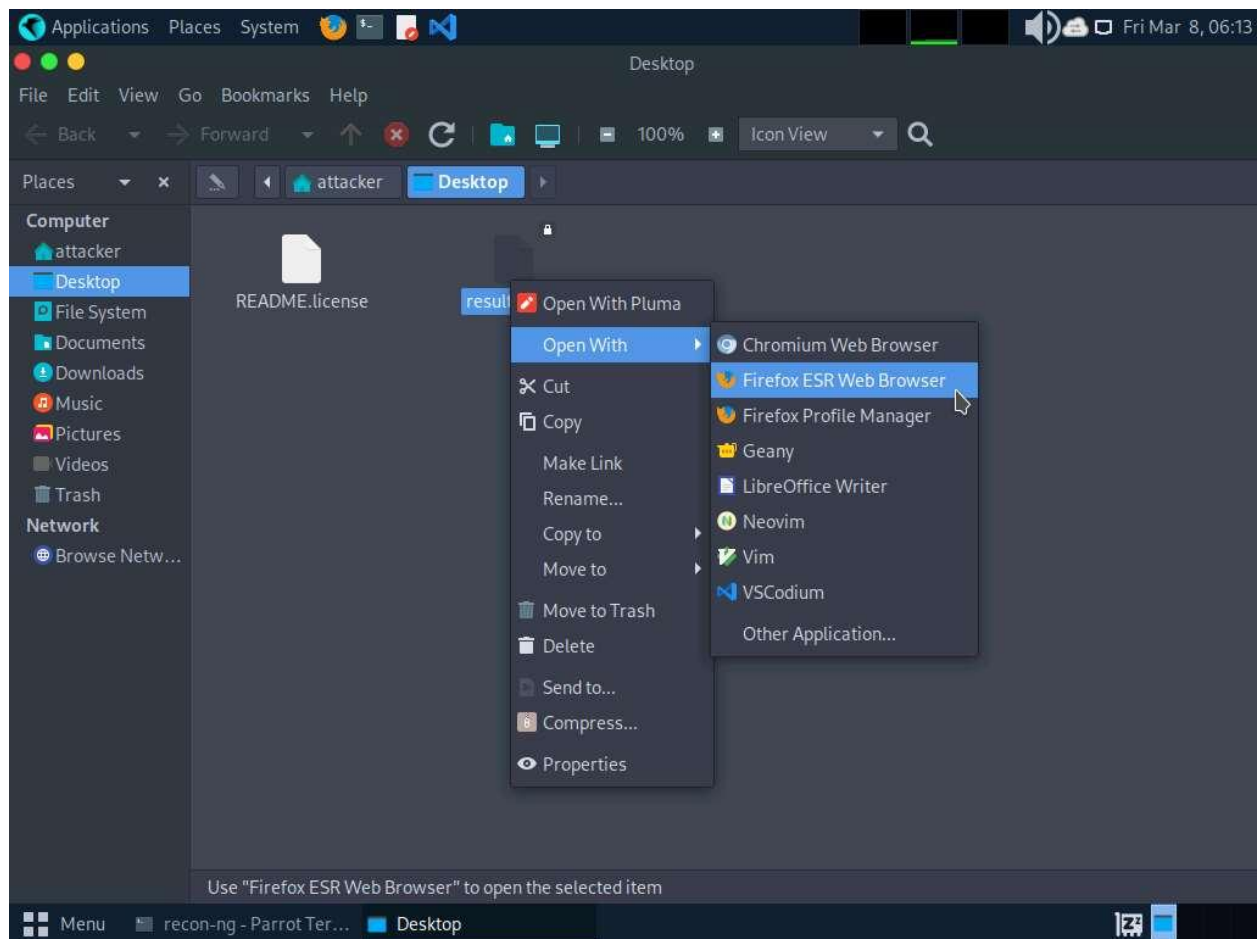 Applications Places System Fri Mar 8, 06:13
Desktop
File Edit View Go Bookmarks Help
Back Forward 100% Icon View
Places attacker Desktop
Computer
attacker
Desktop
File System
Documents
Downloads
Music
Pictures
Videos
Trash
Network
Browse Netw...
README.license
result
Open With Pluma
Open With
Cut
Copy
Make Link
Rename...
Copy to
Move to
Move to Trash
Delete
Send to...
Compress...
Properties
Chromium Web Browser
Firefox ESR Web Browser
Firefox Profile Manager
Geany
LibreOffice Writer
Neovim
Vim
VSCodium
Other Application...
Use "Firefox ESR Web Browser" to open the selected item
Menu recon-ng - Parrot Ter... Desktop